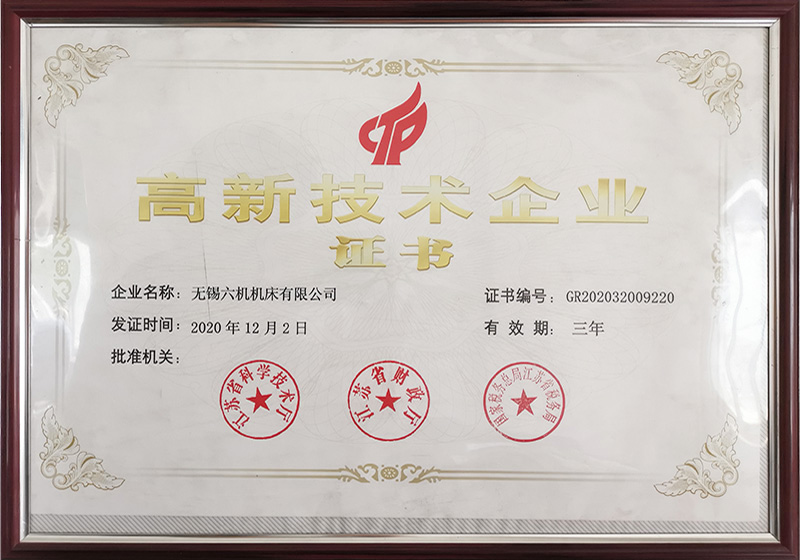 高新技术企业
证书
企业名称：无锡六机机床有限公司
证书编号：GR202032009220
发证时间：2020年12月2日
有效期：三年
批准机关：
江苏省科学技术厅
江苏省财政厅
国家税务总局江苏省税务局